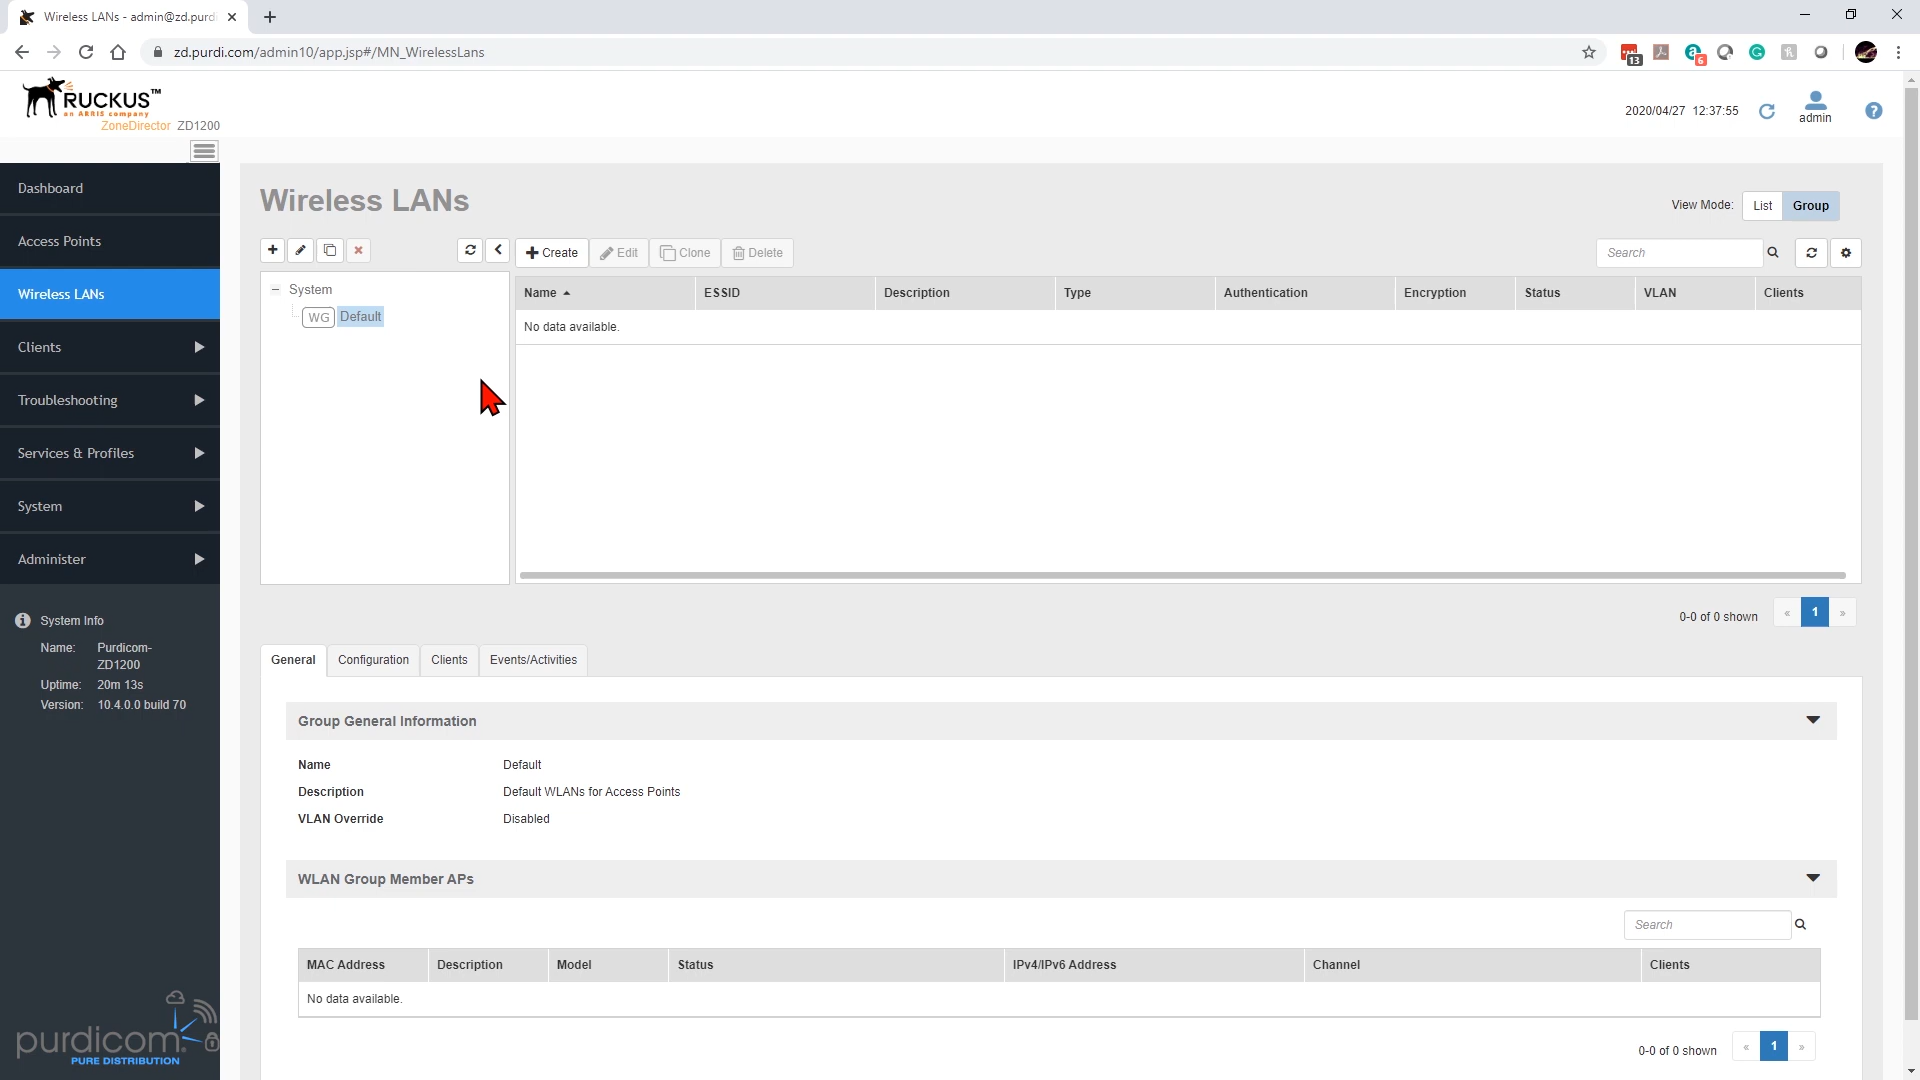 Wireless LANs - admin@zd.purdi
zd.purdi.com/admin10/app.jsp#/MN_WirelessLans
13
6
RUCKUS™
an ARRIS company
ZoneDirector ZD1200
2020/04/27 12:37:55
admin
?
Dashboard
Access Points
Wireless LANs
Clients
Troubleshooting
Services & Profiles
System
Administer
System Info
Name: Purdicom-
ZD1200
Uptime: 20m 13s
Version: 10.4.0.0 build 70
purdicom
PURE DISTRIBUTION
Wireless LANs
View Mode: List Group
Create Edit Clone Delete
Search
System
WG Default
Name ESSID Description Type Authentication Encryption Status VLAN Clients
No data available.
0-0 of 0 shown « 1 »
General Configuration Clients Events/Activities
Group General Information
Name Default
Description Default WLANs for Access Points
VLAN Override Disabled
WLAN Group Member APs
Search
MAC Address Description Model Status IPv4/IPv6 Address Channel Clients
No data available.
0-0 of 0 shown « 1 »